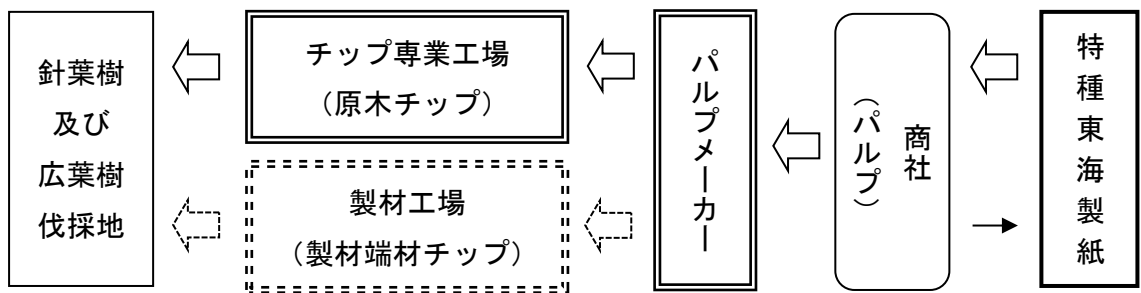 針葉樹
及び
広葉樹
伐採地
チップ専業工場
(原木チップ)
製材工場
(製材端材チップ)
パルプメーカー
商社
(パルプ)
特種東海製紙